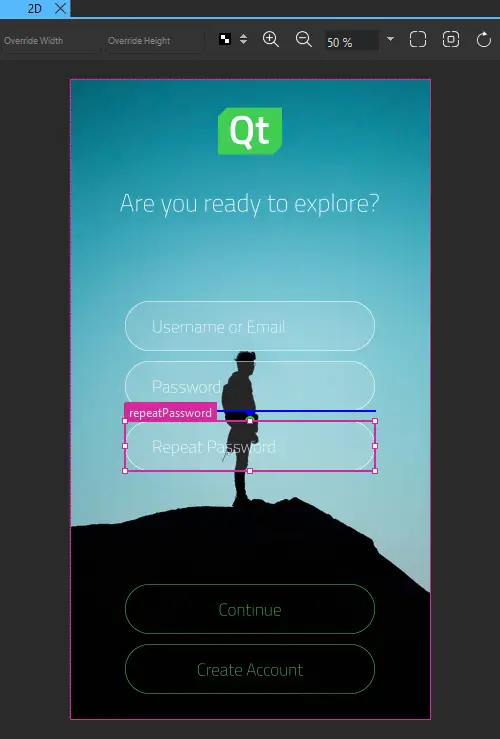 2D
Override Width Override Height 50 %
Qt
Are you ready to explore?
Username or Email
Password
repeatPassword
Repeat Password
Continue
Create Account